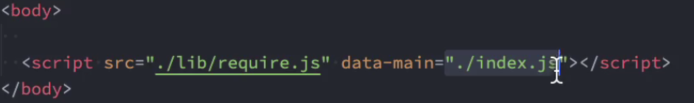 <body>
<script src="./lib/require.js" data-main="./index.js"></script>
</body>